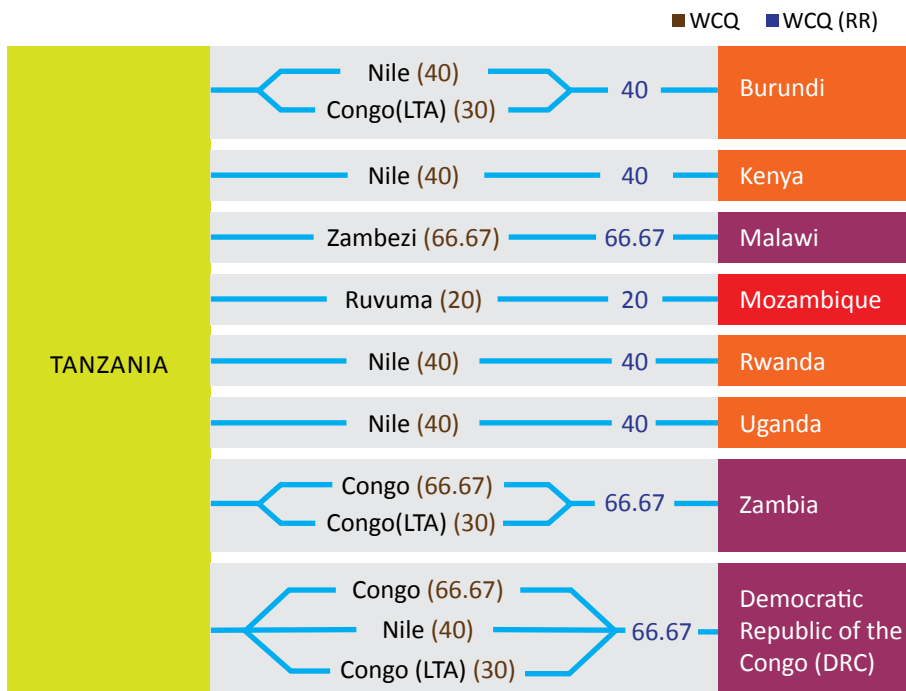 WCQ WCQ (RR)
TANZANIA
Nile (40)
Congo(LTA) (30)
40
Burundi
Nile (40)
40
Kenya
Zambezi (66.67)
66.67
Malawi
Ruvuma (20)
20
Mozambique
Nile (40)
40
Rwanda
Nile (40)
40
Uganda
Congo (66.67)
Congo(LTA) (30)
66.67
Zambia
Congo (66.67)
Nile (40)
Congo (LTA) (30)
66.67
Democratic
Republic of the
Congo (DRC)